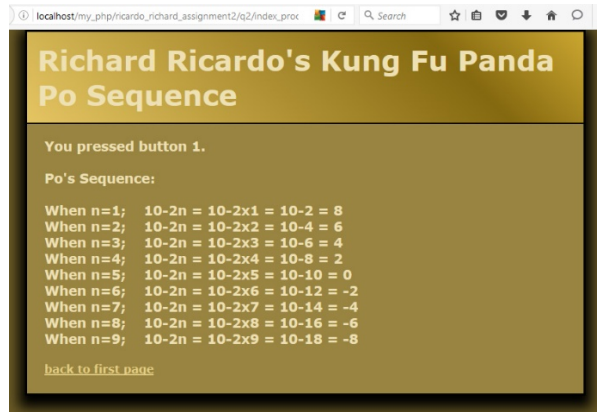 localhost/my_php/ricardo_richard_assignment2/q2/index_proc
Search
Richard Ricardo's Kung Fu Panda
Po Sequence
You pressed button 1.
Po's Sequence:
When n=1; 10-2n = 10-2x1 = 10-2 = 8
When n=2; 10-2n = 10-2x2 = 10-4 = 6
When n=3; 10-2n = 10-2x3 = 10-6 = 4
When n=4; 10-2n = 10-2x4 = 10-8 = 2
When n=5; 10-2n = 10-2x5 = 10-10 = 0
When n=6; 10-2n = 10-2x6 = 10-12 = -2
When n=7; 10-2n = 10-2x7 = 10-14 = -4
When n=8; 10-2n = 10-2x8 = 10-16 = -6
When n=9; 10-2n = 10-2x9 = 10-18 = -8
back to first page